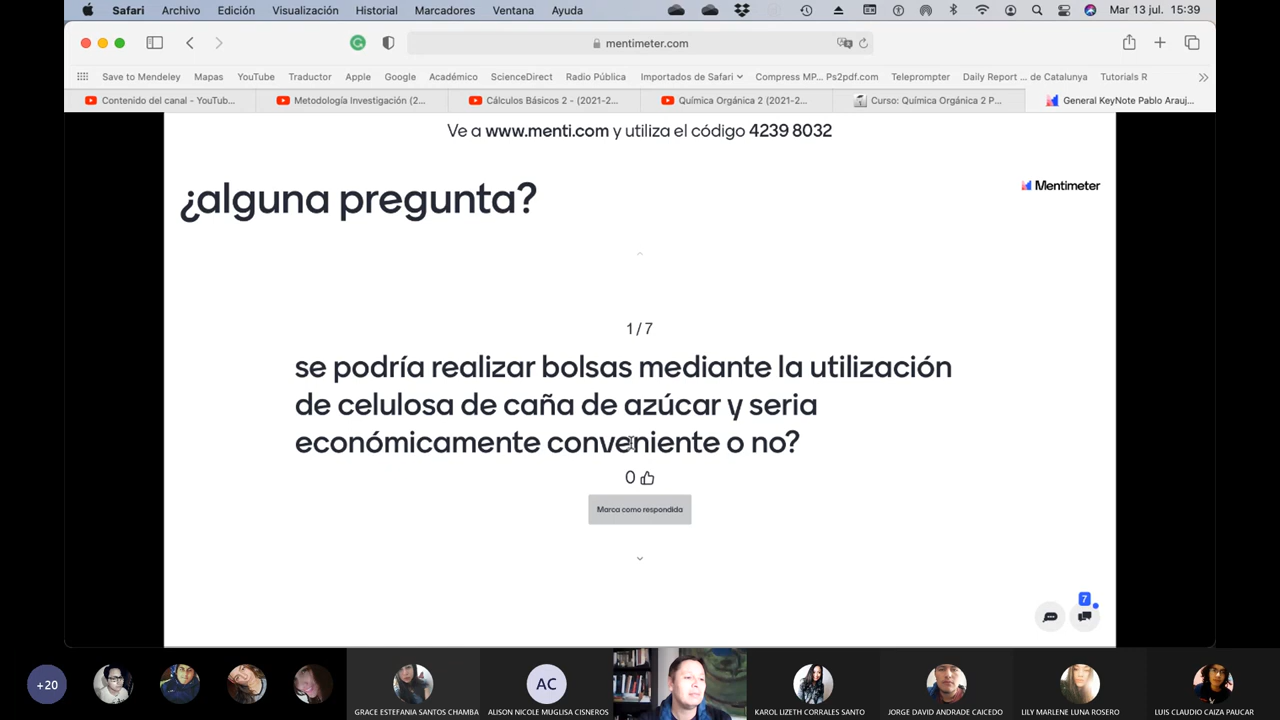 Safari Archivo Edición Visualización Historial Marcadores Ventana Ayuda Mar 13 jul. 15:39
mentimeter.com
Save to Mendeley Mapas YouTube Traductor Apple Google Académico ScienceDirect Radio Pública Importados de Safari Compress MP... Ps2pdf.com Teleprompter Daily Report ... de Catalunya Tutorials R
Contenido del canal - YouTub... Metodología Investigación (2... Cálculos Básicos 2 - (2021-2... Química Orgánica 2 (2021-2... Curso: Química Orgánica 2 P... General KeyNote Pablo Arauj...
Ve a www.menti.com y utiliza el código 4239 8032
¿alguna pregunta?
Mentimeter
1 / 7
se podría realizar bolsas mediante la utilización
de celulosa de caña de azúcar y seria
económicamente conveniente o no?
0
Marca como respondida
7
+20
AC
GRACE ESTEFANIA SANTOS CHAMBA ALISON NICOLE MUGLISA CISNEROS KAROL LIZETH CORRALES SANTO JORGE DAVID ANDRADE CAICEDO LILY MARLENE LUNA ROSERO LUIS CLAUDIO CAIZA PAUCAR